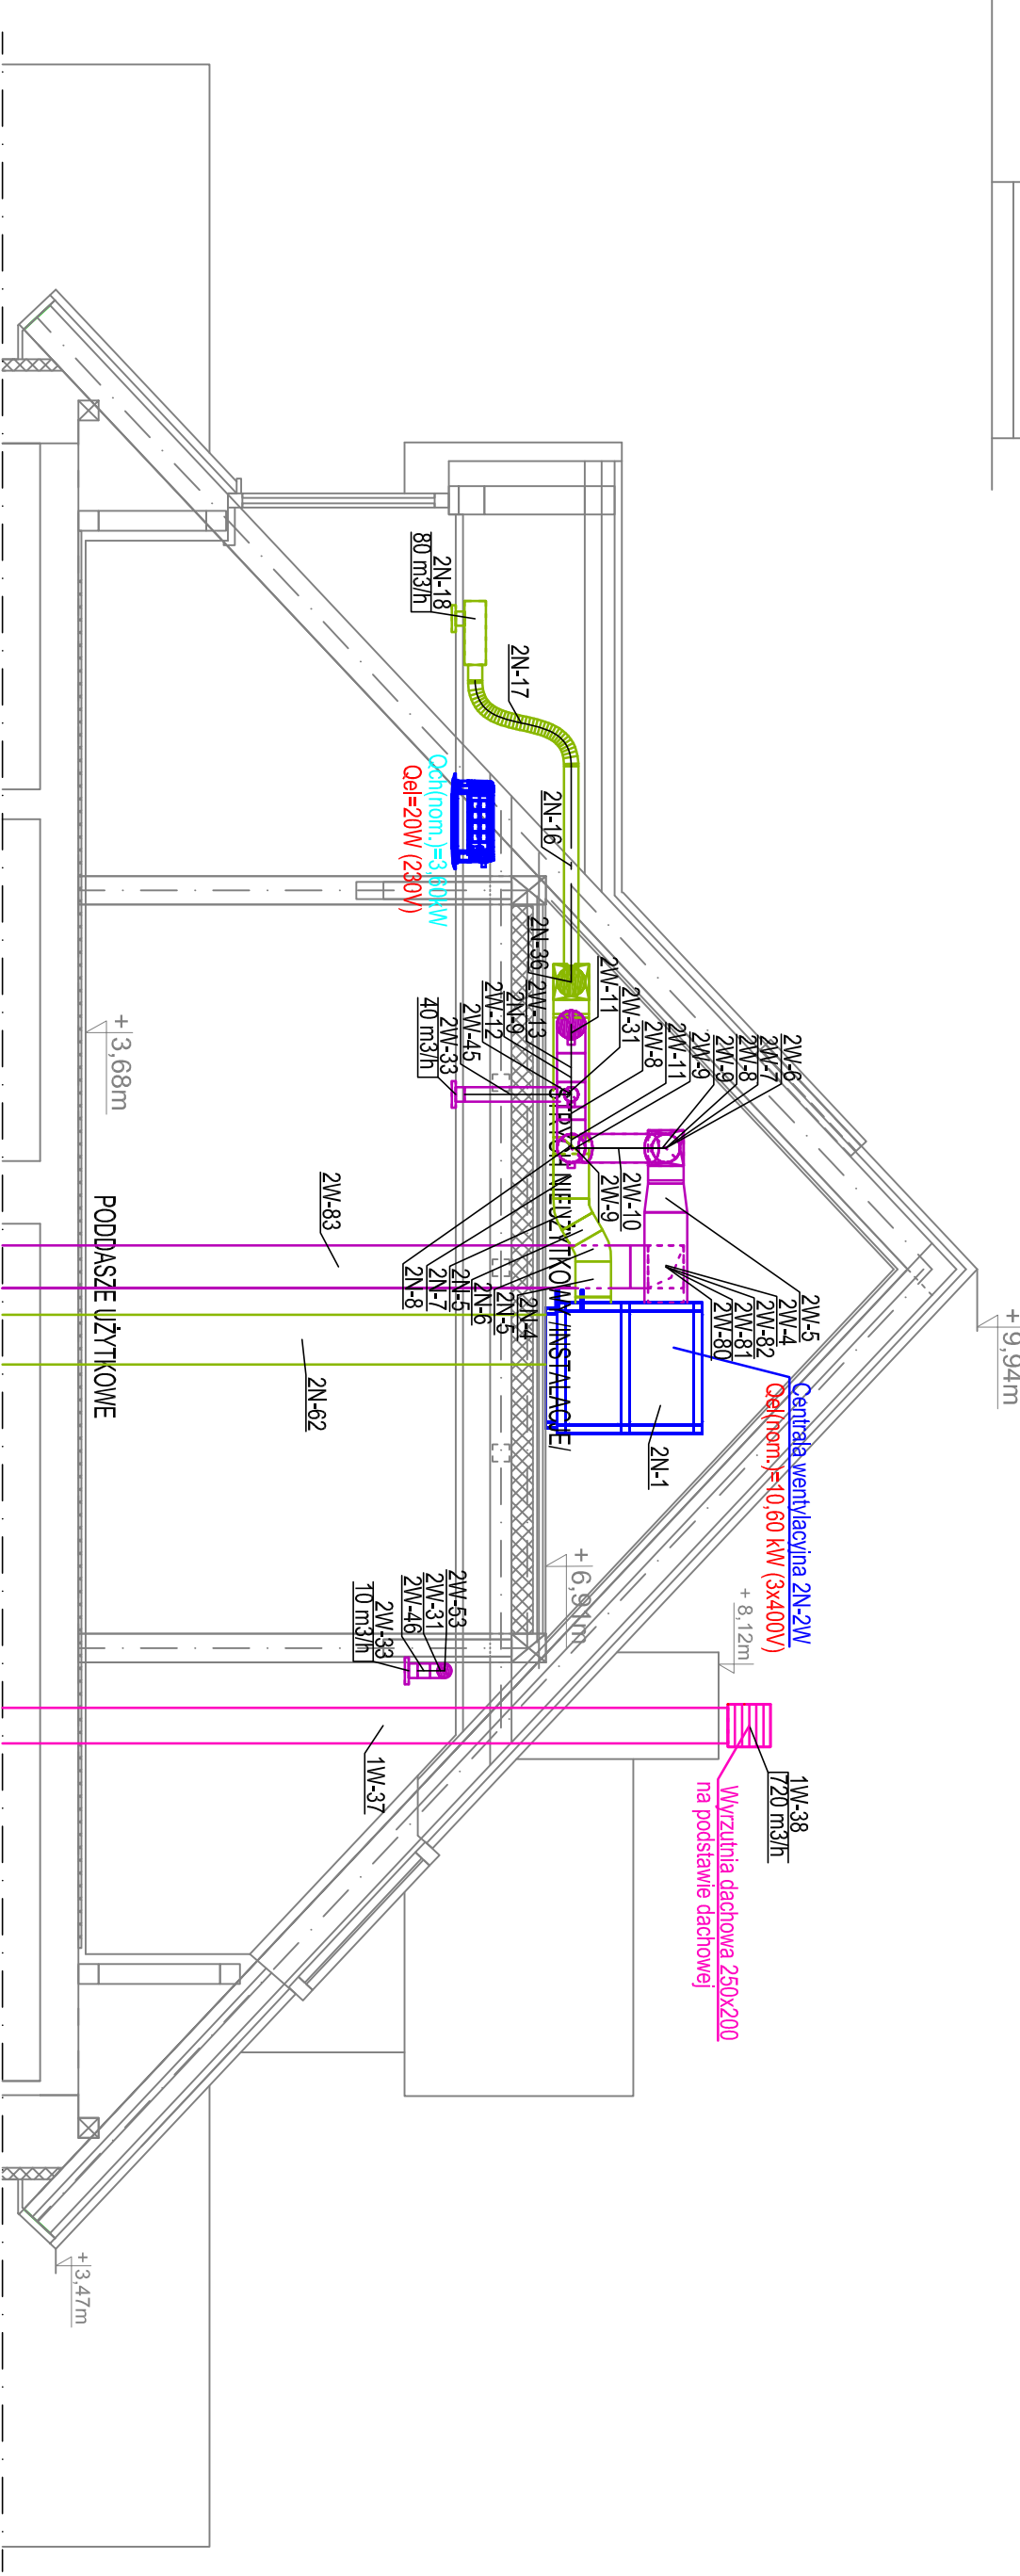 + 9,94m
Centrala wentylacyjna 2N-2W
Qel(nom.)=10,60 kW (3x400V)
+ 8,12m
1W-38
720 m3/h
Wyrzutnia dachowa 250x200
na podstawie dachowej
2W-6
2W-7
2W-8
2W-9
2W-9
2W-11
2W-8
2W-31
2W-11
2W-5
2W-4
2W-82
2W-81
2W-80
2N-1
2W-10
2W-9
+ 6,91m
STRYCH NIEUŻYTKOWY /INSTALACJE/
2N-16
2N-17
2N-18
80 m3/h
2N-36
2W-13
2N-9
2W-12
2W-45
2W-33
40 m3/h
2N-4
2N-5
2N-6
2N-5
2N-7
2N-8
Qch(nom.)=3,60kW
Qel=20W (230V)
2W-53
2W-31
2W-46
2W-33
10 m3/h
1W-37
2W-83
2N-62
+ 3,68m
PODDASZE UŻYTKOWE
+ 3,47m